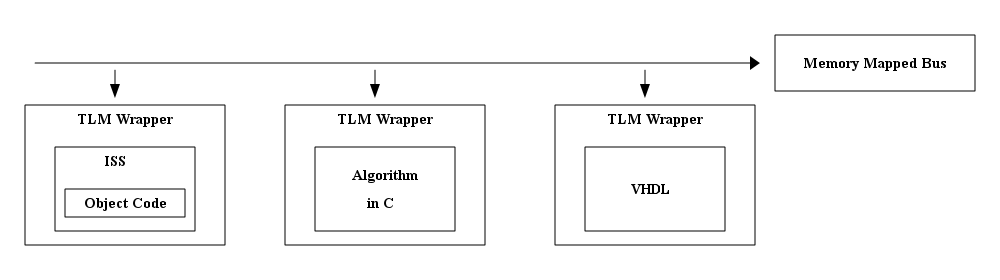 Memory Mapped Bus
TLM Wrapper
ISS
Object Code
TLM Wrapper
Algorithm
in C
TLM Wrapper
VHDL